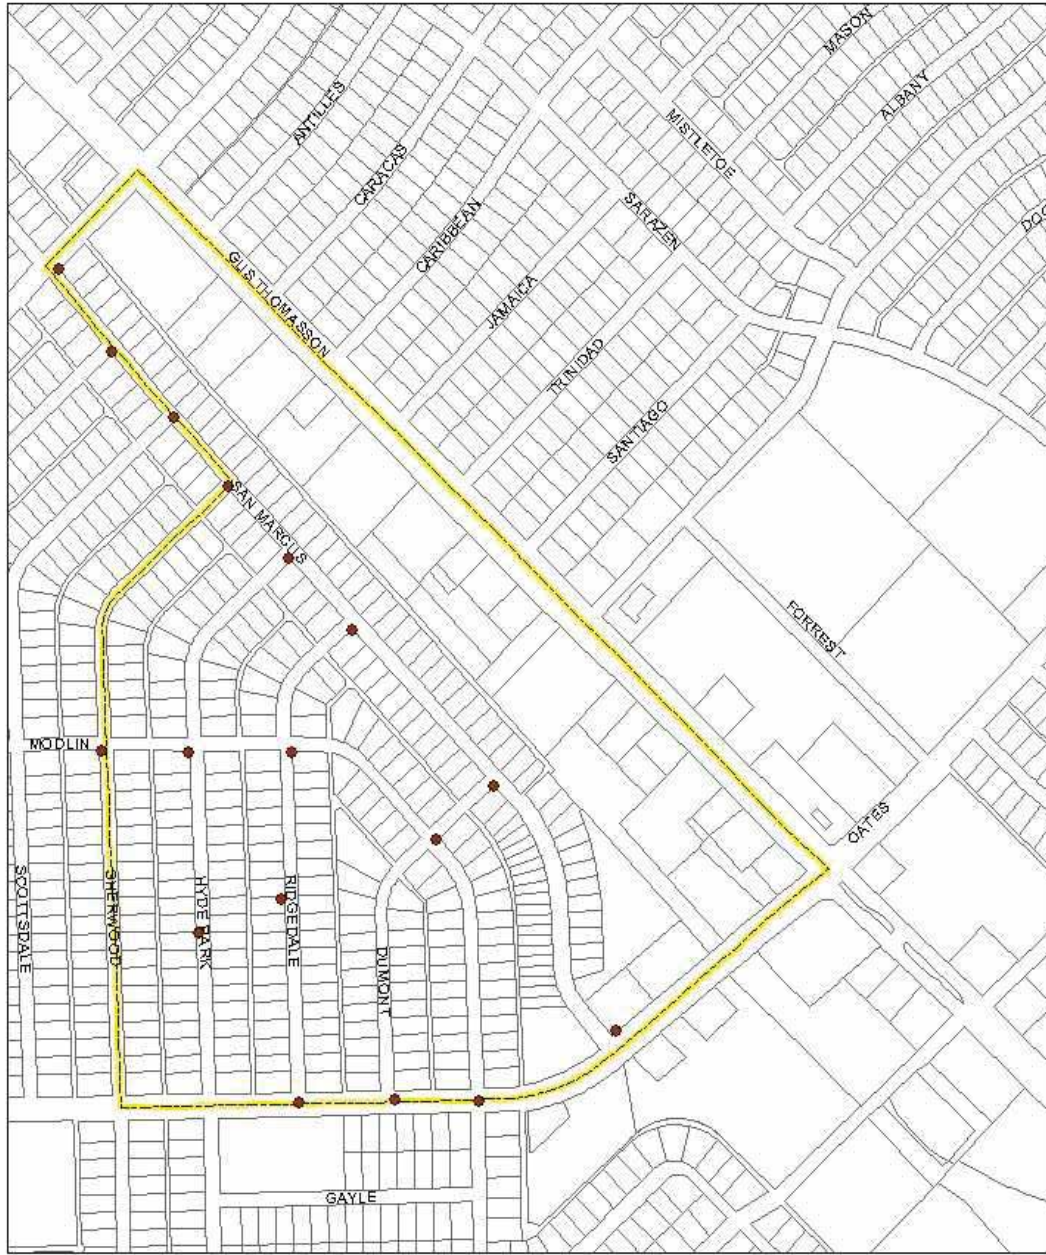 MASON
ANTILLES
ALBANY
MISTLETOE
CARACAS
SARAZEN
CARIBBEAN
GUS THOMASSON
JAMAICA
TRINIDAD
SANTIAGO
SAN MARCUS
FORREST
MODLIN
OATES
SCOTTSDALE
SHERWOOD
HYDE PARK
RIDGEDALE
DUMONT
GAYLE